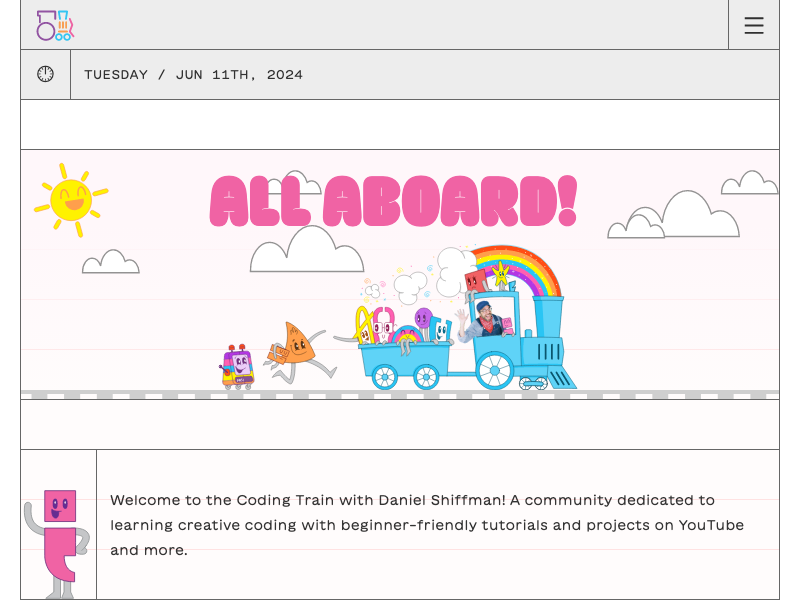 TUESDAY / JUN 11TH, 2024
ALL ABOARD!
Welcome to the Coding Train with Daniel Shiffman! A community dedicated to
learning creative coding with beginner-friendly tutorials and projects on YouTube
and more.